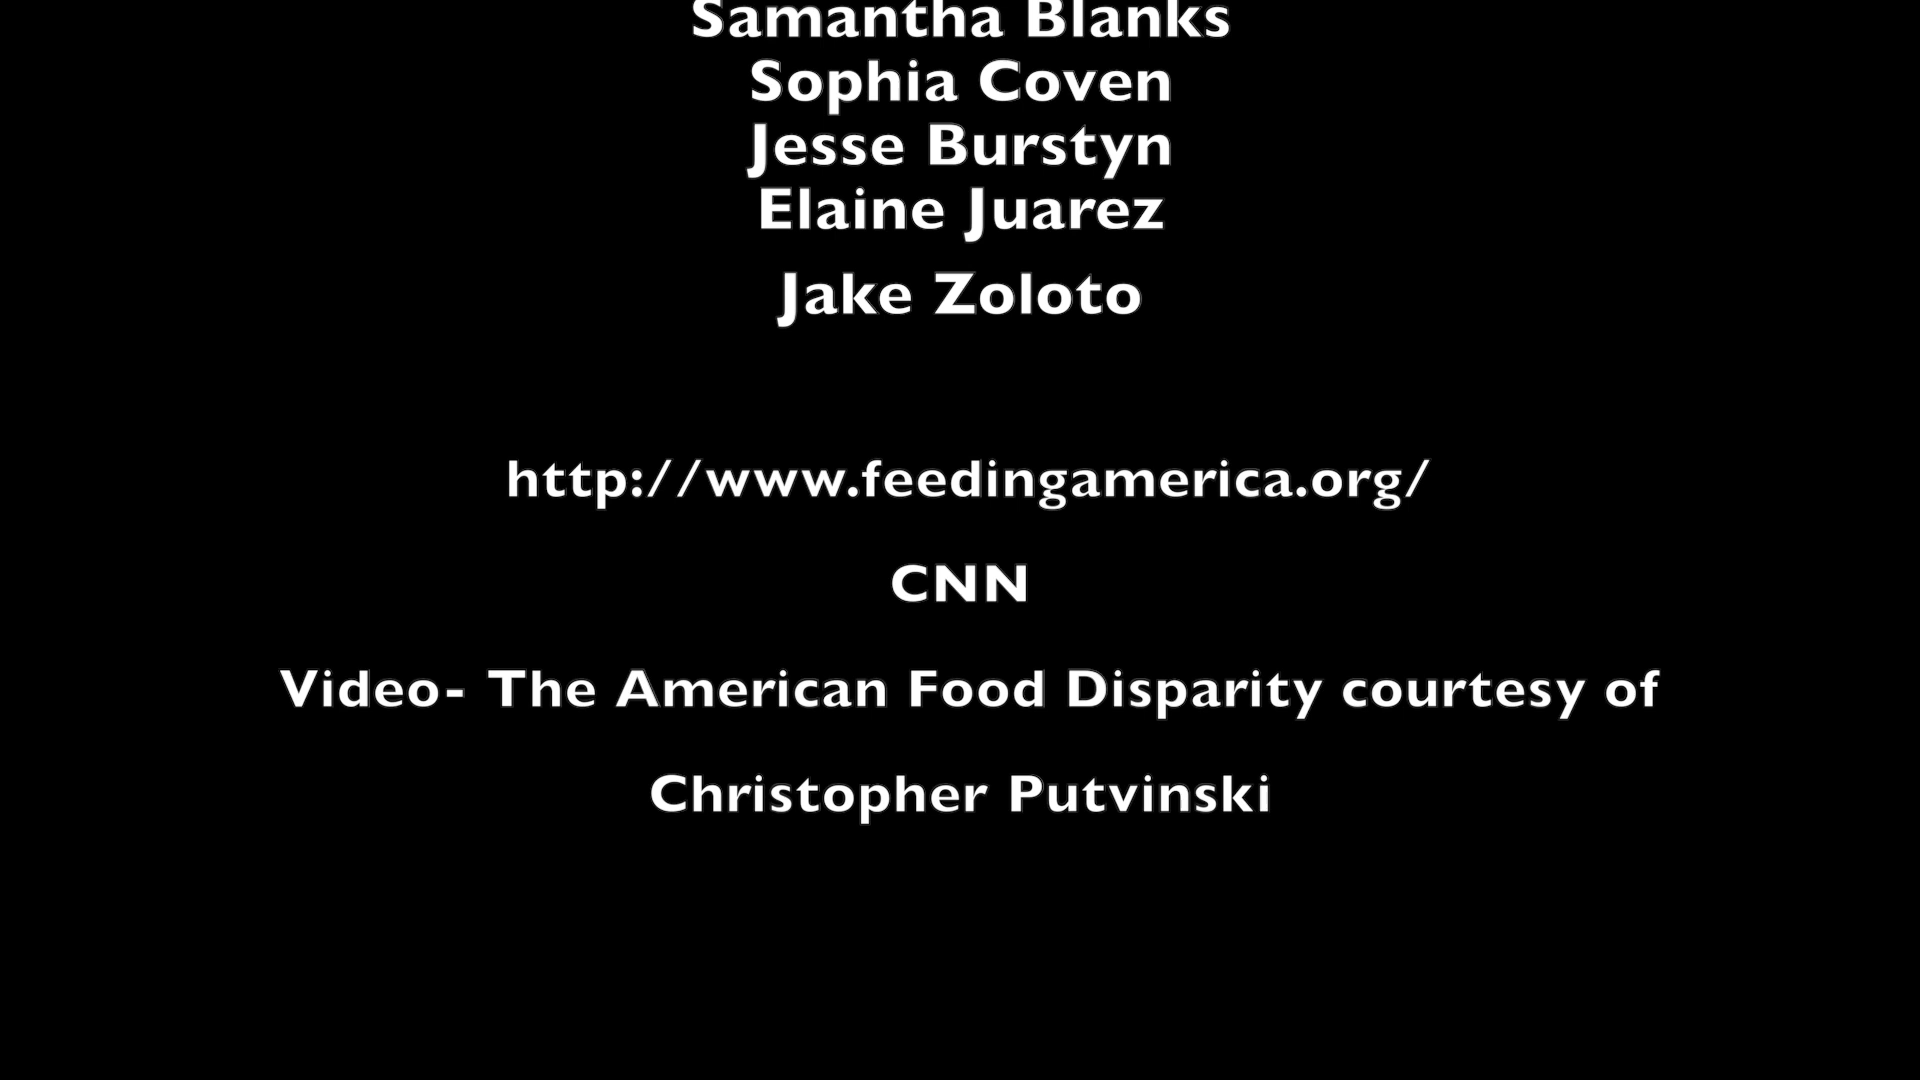 Samantha Blanks
Sophia Coven
Jesse Burstyn
Elaine Juarez
Jake Zoloto
http://www.feedingamerica.org/
CNN
Video- The American Food Disparity courtesy of
Christopher Putvinski